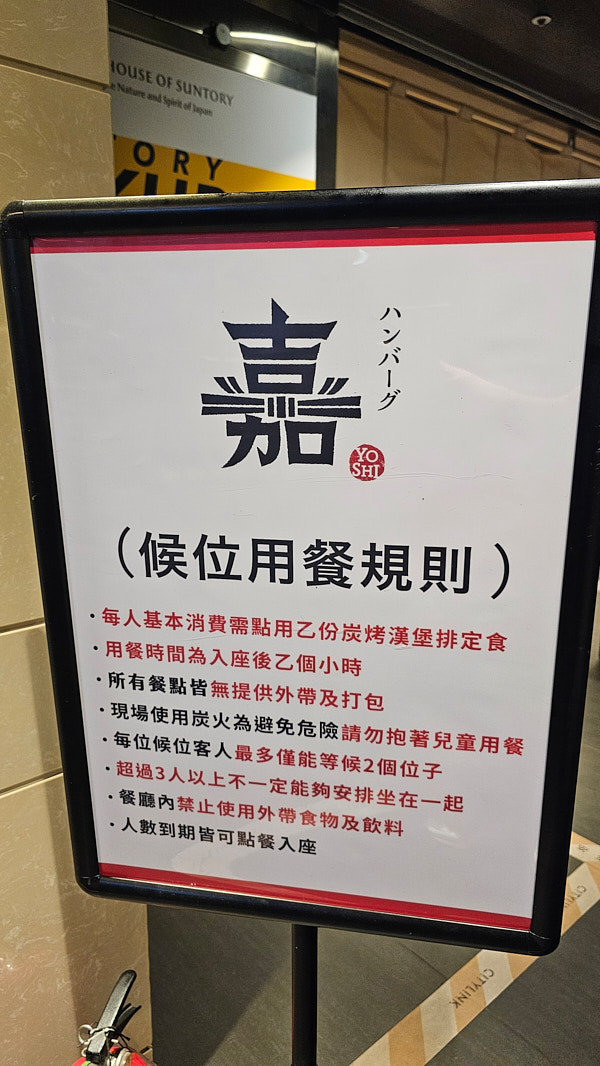 HOUSE OF SUNTORY
Nature and Spirit of Japan
ORY
嘉
ハンバーグ
YO
SHI
（候位用餐規則）
・每人基本消費需點用乙份炭烤漢堡排定食
・用餐時間為入座後乙個小時
・所有餐點皆無提供外帶及打包
・現場使用炭火為避免危險請勿抱著兒童用餐
・每位候位客人最多僅能等候2個位子
・超過3人以上不一定能夠安排坐在一起
・餐廳內禁止使用外帶食物及飲料
・人數到期皆可點餐入座
CITYLINK
CITYLINK